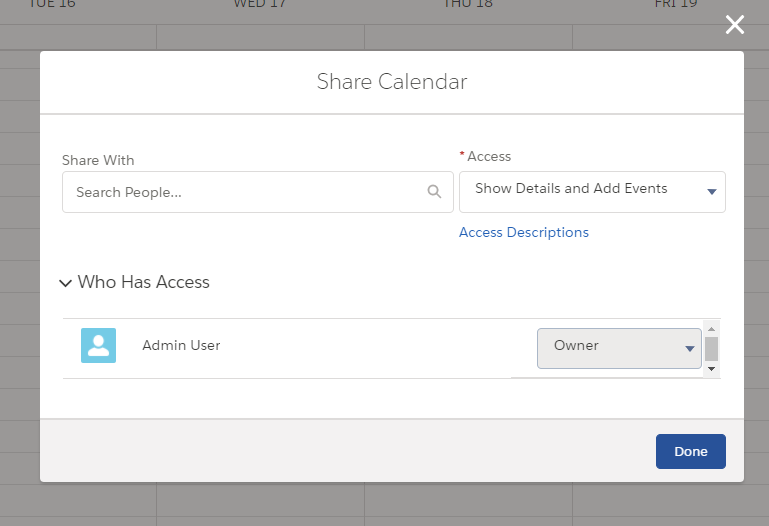 TUE 16 WED 17 THU 18 FRI 19
Share Calendar
Share With
* Access
Search People...
Show Details and Add Events
Access Descriptions
Who Has Access
Admin User
Owner
Done